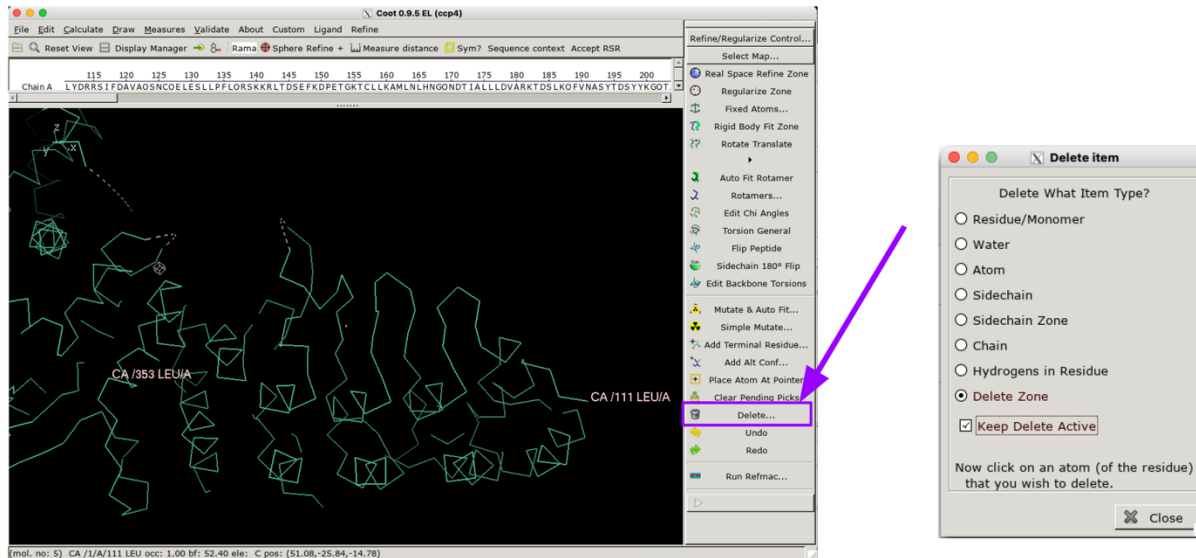 Coot 0.9.5 EL (ccp4)
File Edit Calculate Draw Measures Validate About Custom Ligand Refine
Reset View Display Manager Rama Sphere Refine + Measure distance Sym? Sequence context Accept RSR
115 120 125 130 135 140 145 150 155 160 165 170 175 180 185 190 195 200
Chain A LYDRRSIFDAVAOSNCOELESLLPFLORSKKRLTDSEFKDPETGKTCLLKAMLNLHNGONDTIALLLDVARKTDSLKOFVNASYTDSYYKGOT
z
y x
CA /353 LEU/A
CA /111 LEU/A
(mol. no: 5) CA /1/A/111 LEU occ: 1.00 bf: 52.40 ele: C pos: (51.08,-25.84,-14.78)
Refine/Regularize Control...
Select Map...
Real Space Refine Zone
Regularize Zone
Fixed Atoms...
Rigid Body Fit Zone
Rotate Translate
Auto Fit Rotamer
Rotamers...
Edit Chi Angles
Torsion General
Flip Peptide
Sidechain 180° Flip
Edit Backbone Torsions
Mutate & Auto Fit...
Simple Mutate...
Add Terminal Residue...
Add Alt Conf...
Place Atom At Pointer
Clear Pending Picks
Delete...
Undo
Redo
Run Refmac...
Delete item
Delete What Item Type?
Residue/Monomer
Water
Atom
Sidechain
Sidechain Zone
Chain
Hydrogens in Residue
Delete Zone
Keep Delete Active
Now click on an atom (of the residue)
that you wish to delete.
Close